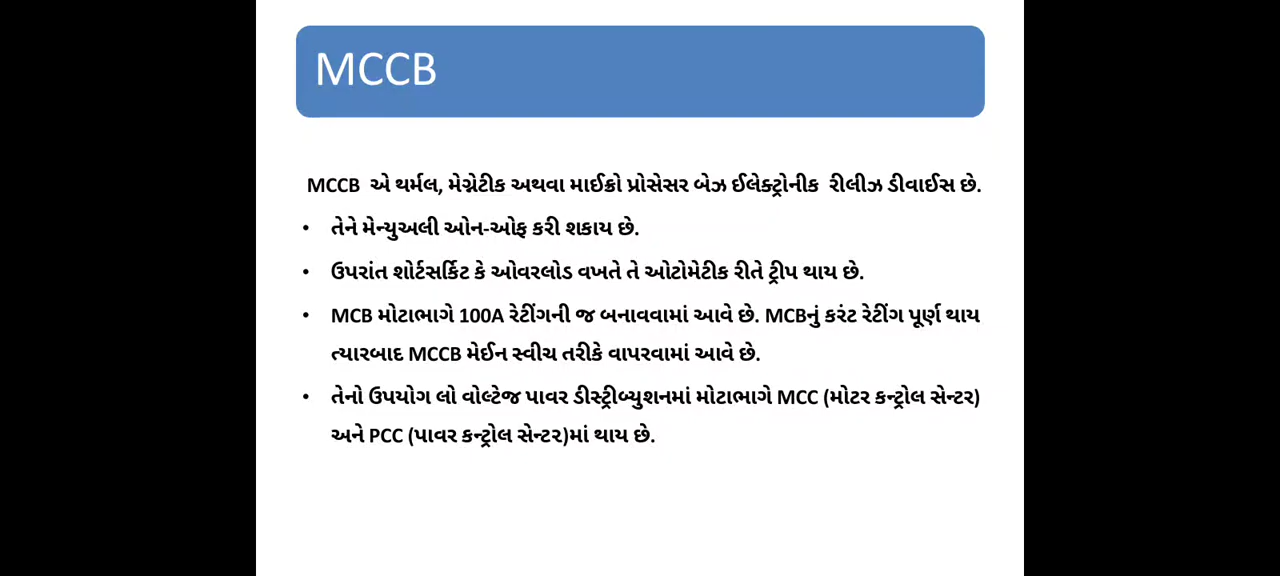 MCCB
MCCB એ થર્મલ, મેગ્નેટીક અથવા માઈક્રો પ્રોસેસર બેઝ ઈલેક્ટ્રોનીક રીલીઝ ડીવાઈસ છે.
• તેને મેન્યુઅલી ઓન-ઓફ કરી શકાય છે.
• ઉપરાંત શોર્ટસર્કિટ કે ઓવરલોડ વખતે તે ઓટોમેટીક રીતે ટ્રીપ થાય છે.
• MCB મોટાભાગે 100A રેટીંગની જ બનાવવામાં આવે છે. MCBનું કરંટ રેટીંગ પૂર્ણ થાય
ત્યારબાદ MCCB મેઈન સ્વીચ તરીકે વાપરવામાં આવે છે.
• તેનો ઉપયોગ લો વોલ્ટેજ પાવર ડીસ્ટ્રીબ્યુશનમાં મોટાભાગે MCC (મોટર કન્ટ્રોલ સેન્ટર)
અને PCC (પાવર કન્ટ્રોલ સેન્ટર)માં થાય છે.